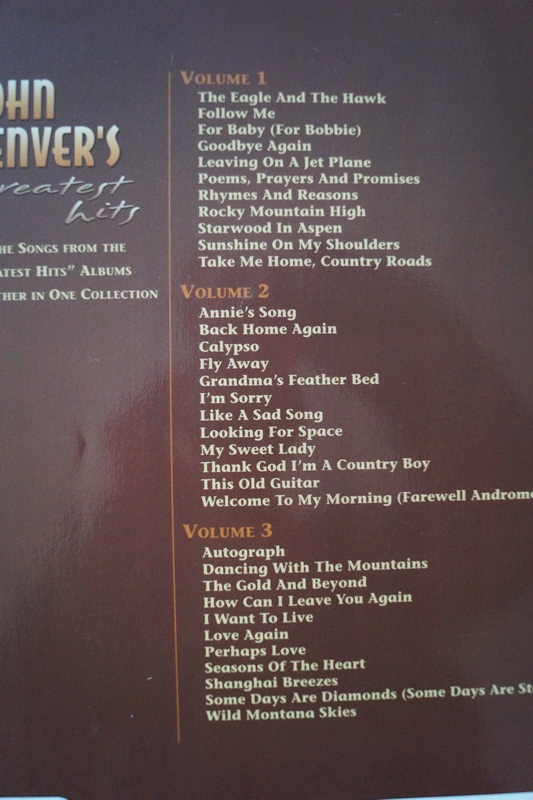 OHN
ENVER'S
reatest
hits
HE SONGS FROM THE
ATEST HITS" ALBUMS
THER IN ONE COLLECTION
VOLUME 1
The Eagle And The Hawk
Follow Me
For Baby (For Bobbie)
Goodbye Again
Leaving On A Jet Plane
Poems, Prayers And Promises
Rhymes And Reasons
Rocky Mountain High
Starwood In Aspen
Sunshine On My Shoulders
Take Me Home, Country Roads
VOLUME 2
Annie's Song
Back Home Again
Calypso
Fly Away
Grandma's Feather Bed
I'm Sorry
Like A Sad Song
Looking For Space
My Sweet Lady
Thank God I'm A Country Boy
This Old Guitar
Welcome To My Morning (Farewell Androme
VOLUME 3
Autograph
Dancing With The Mountains
The Gold And Beyond
How Can I Leave You Again
I Want To Live
Love Again
Perhaps Love
Seasons Of The Heart
Shanghai Breezes
Some Days Are Diamonds (Some Days Are St
Wild Montana Skies